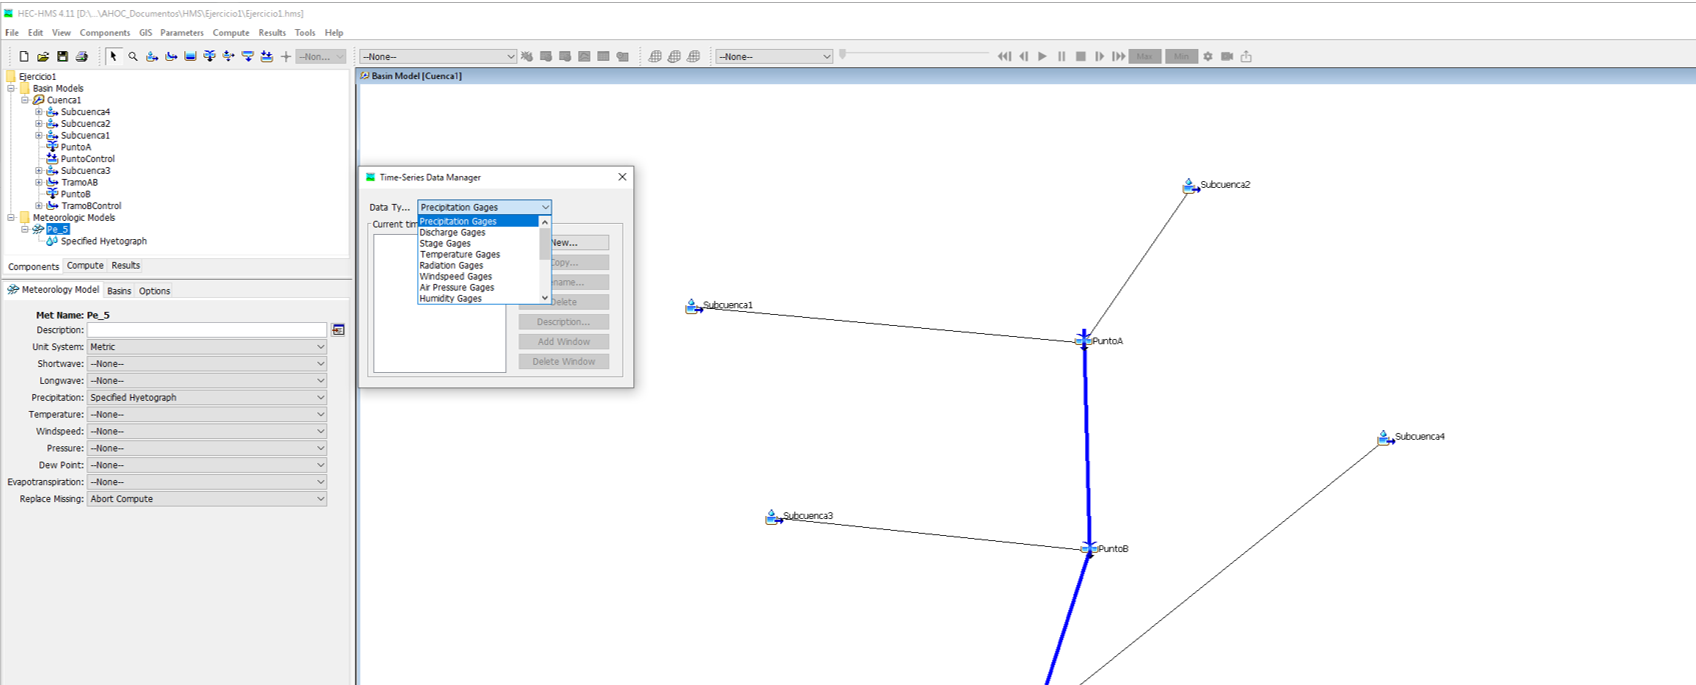 HEC-HMS 4.11 [D:\...\AHOC_Documentos\HMS\Ejercicio1\Ejercicio1.hms]
File Edit View Components GIS Parameters Compute Results Tools Help
--Non... --None-- --None-- Max Min
Ejercicio1
Basin Models
Cuenca1
Subcuenca4
Subcuenca2
Subcuenca1
PuntoA
PuntoControl
Subcuenca3
TramoAB
PuntoB
TramoBControl
Meteorologic Models
Pe_5
Specified Hyetograph
Components Compute Results
Meteorology Model Basins Options
Met Name: Pe_5
Description:
Unit System: Metric
Shortwave: --None--
Longwave: --None--
Precipitation: Specified Hyetograph
Temperature: --None--
Windspeed: --None--
Pressure: --None--
Dew Point: --None--
Evapotranspiration: --None--
Replace Missing: Abort Compute
Basin Model [Cuenca1]
Time-Series Data Manager
Data Ty... Precipitation Gages
Current tim
Precipitation Gages
Discharge Gages
Stage Gages
Temperature Gages
Radiation Gages
Windspeed Gages
Air Pressure Gages
Humidity Gages
New...
Copy...
ename...
Delete
Description...
Add Window
Delete Window
Subcuenca2
Subcuenca1
PuntoA
Subcuenca4
Subcuenca3
PuntoB